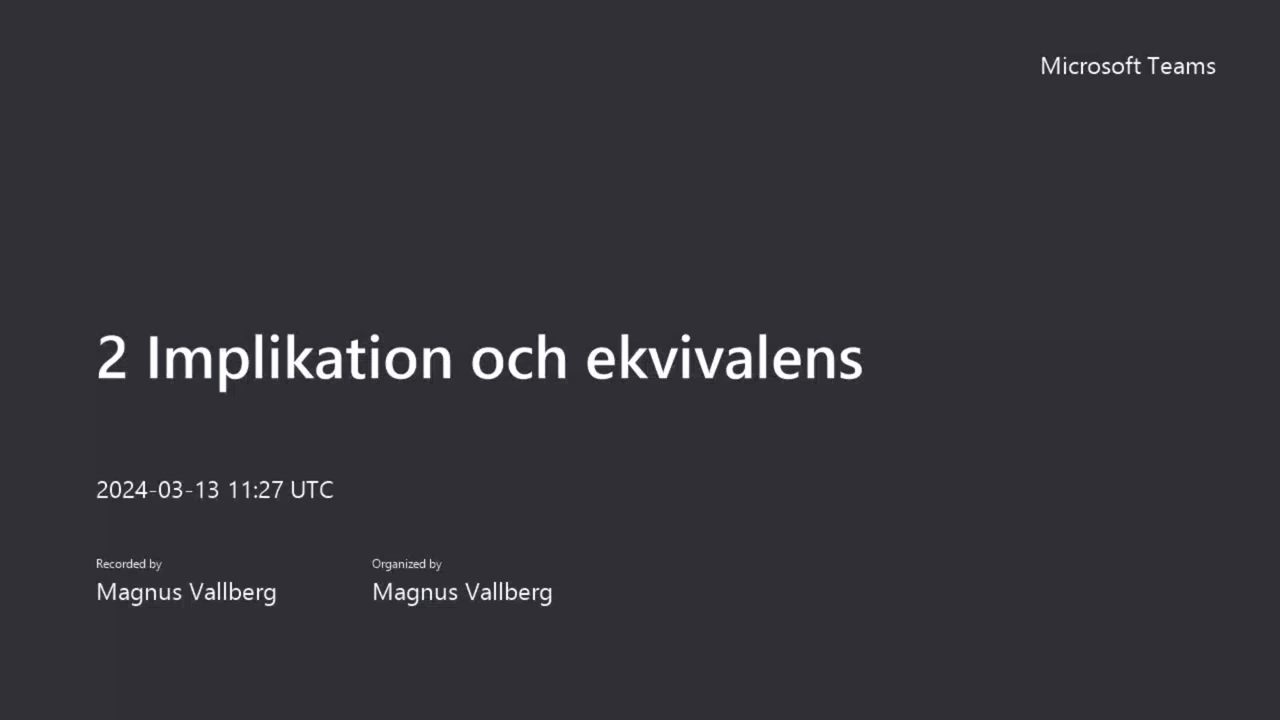 Microsoft Teams
2 Implikation och ekvivalens
2024-03-13 11:27 UTC
Recorded by
Magnus Vallberg
Organized by
Magnus Vallberg